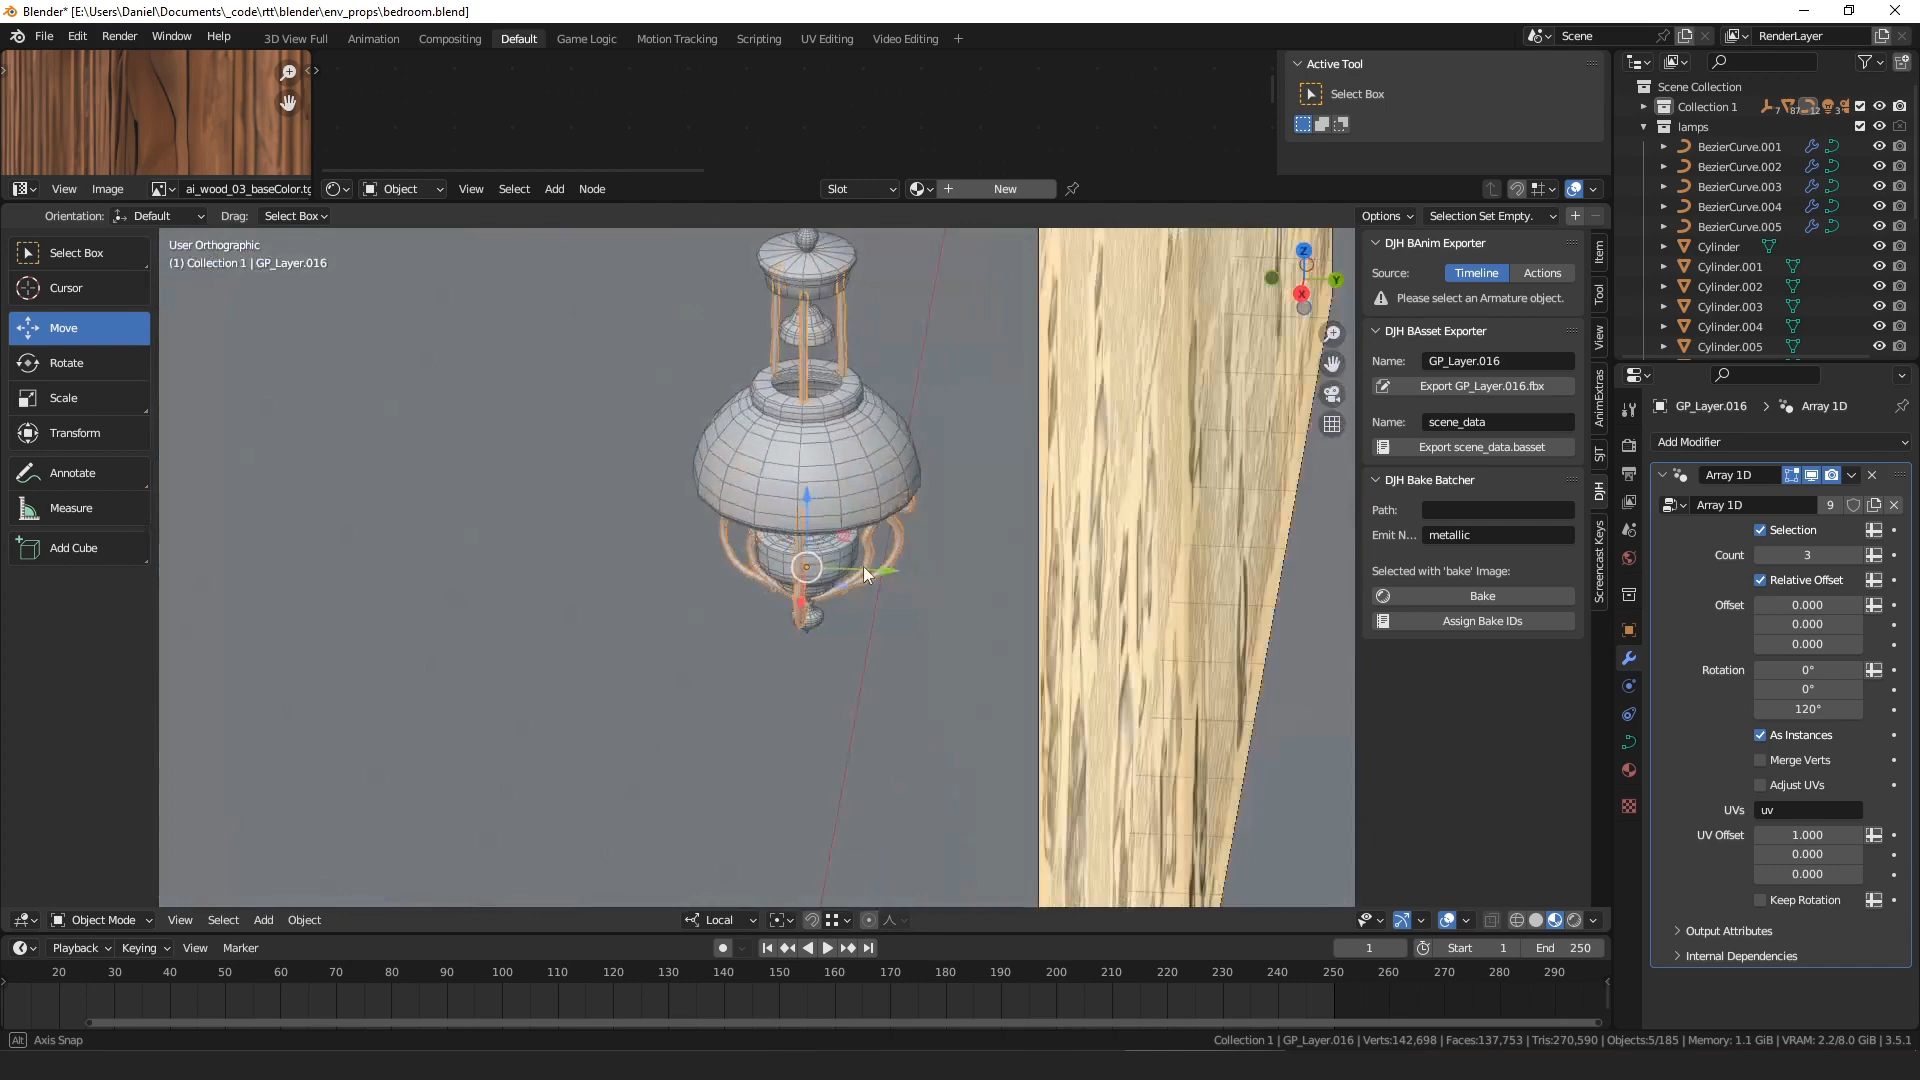 Blender* [E:\Users\Daniel\Documents\_code\rtt\blender\env_props\bedroom.blend]
File Edit Render Window Help 3D View Full Animation Compositing Default Game Logic Motion Tracking Scripting UV Editing Video Editing + Scene RenderLayer
Active Tool
Select Box
Scene Collection
Collection 1 7 87 12 3
lamps
BezierCurve.001
BezierCurve.002
BezierCurve.003
BezierCurve.004
BezierCurve.005
Cylinder
Cylinder.001
Cylinder.002
Cylinder.003
Cylinder.004
Cylinder.005
View Image ai_wood_03_baseColor.tg Object View Select Add Node Slot New
Orientation: Default Drag: Select Box Options Selection Set Empty.
Select Box
Cursor
Move
Rotate
Scale
Transform
Annotate
Measure
Add Cube
User Orthographic
(1) Collection 1 | GP_Layer.016
Z
Y
X
DJH BAnim Exporter
Source: Timeline Actions
Please select an Armature object.
DJH BAsset Exporter
Name: GP_Layer.016
Export GP_Layer.016.fbx
Name: scene_data
Export scene_data.basset
DJH Bake Batcher
Path:
Emit N... metallic
Selected with 'bake' Image:
Bake
Assign Bake IDs
Item
Tool
View
AnimExtras
SJT
DJH
Screencast Keys
GP_Layer.016 > Array 1D
Add Modifier
Array 1D
Array 1D 9
Selection
Count 3
Relative Offset
Offset 0.000
0.000
0.000
Rotation 0°
0°
120°
As Instances
Merge Verts
Adjust UVs
UVs uv
UV Offset 1.000
0.000
0.000
Keep Rotation
Output Attributes
Internal Dependencies
Object Mode View Select Add Object Local
Playback Keying View Marker 1 Start 1 End 250
20 30 40 50 60 70 80 90 100 110 120 130 140 150 160 170 180 190 200 210 220 230 240 250 260 270 280 290
Alt Axis Snap
Collection 1 | GP_Layer.016 | Verts:142,698 | Faces:137,753 | Tris:270,590 | Objects:5/185 | Memory: 1.1 GiB | VRAM: 2.2/8.0 GiB | 3.5.1